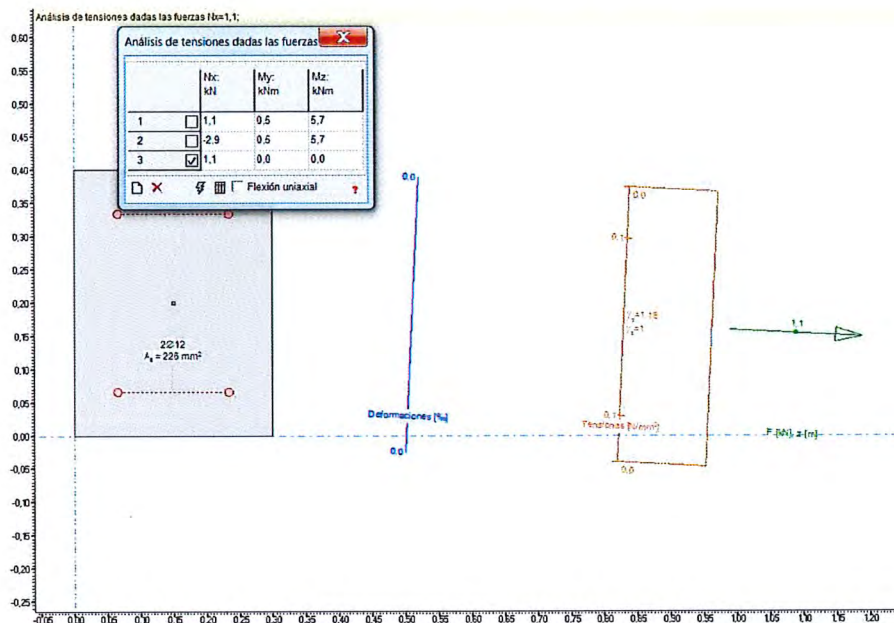 Análisis de tensiones dadas las fuerzas Nx=1,1;
Análisis de tensiones dadas las fuerzas
Nx: My: Mz:
kN kNm kNm
1 1,1 0,5 5,7
2 -2,9 0,5 5,7
3 1,1 0,0 0,0
Flexión uniaxial ?
0,60
0,55
0,50
0,45
0,40
0,35
0,30
0,25
0,20
0,15
0,10
0,05
0,00
-0,05
-0,10
-0,15
-0,20
-0,25
2∅12
As = 226 mm²
0,0
Deformaciones [‰]
0,0
0,0
0,1
γc=1
0,1
Tensiones [N/mm²]
0,0
1,1
F [kN], z [m]
-0,05 0,00 0,05 0,10 0,15 0,20 0,25 0,30 0,35 0,40 0,45 0,50 0,55 0,60 0,65 0,70 0,75 0,80 0,85 0,90 0,95 1,00 1,05 1,10 1,15 1,20